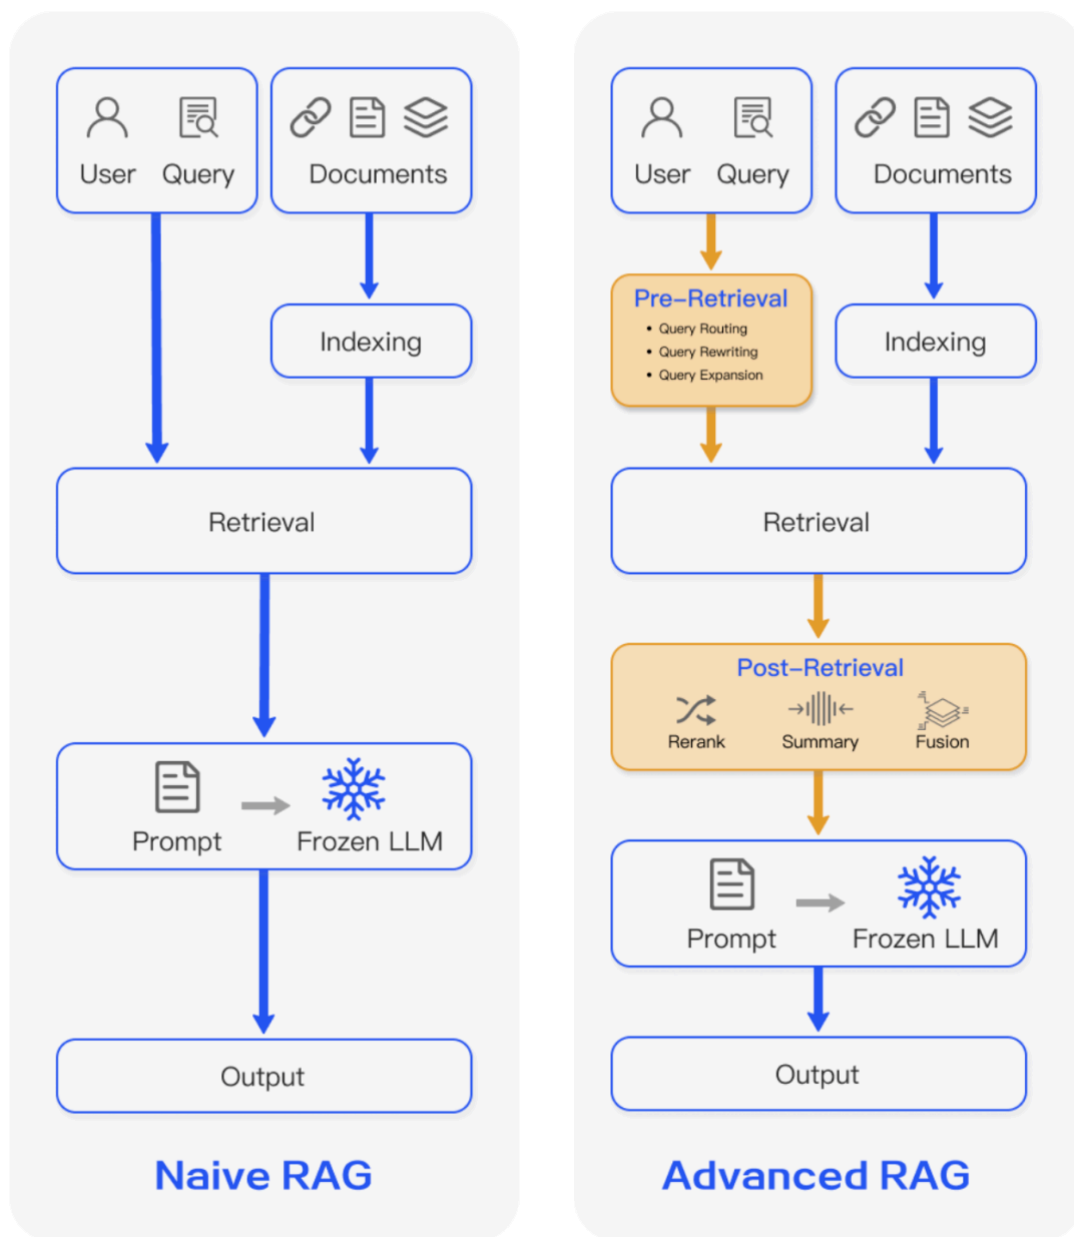 User Query
Documents
Indexing
Retrieval
Prompt
Frozen LLM
Output
Naive RAG
User Query
Documents
Pre-Retrieval
• Query Routing
• Query Rewriting
• Query Expansion
Indexing
Retrieval
Post-Retrieval
Rerank
Summary
Fusion
Prompt
Frozen LLM
Output
Advanced RAG